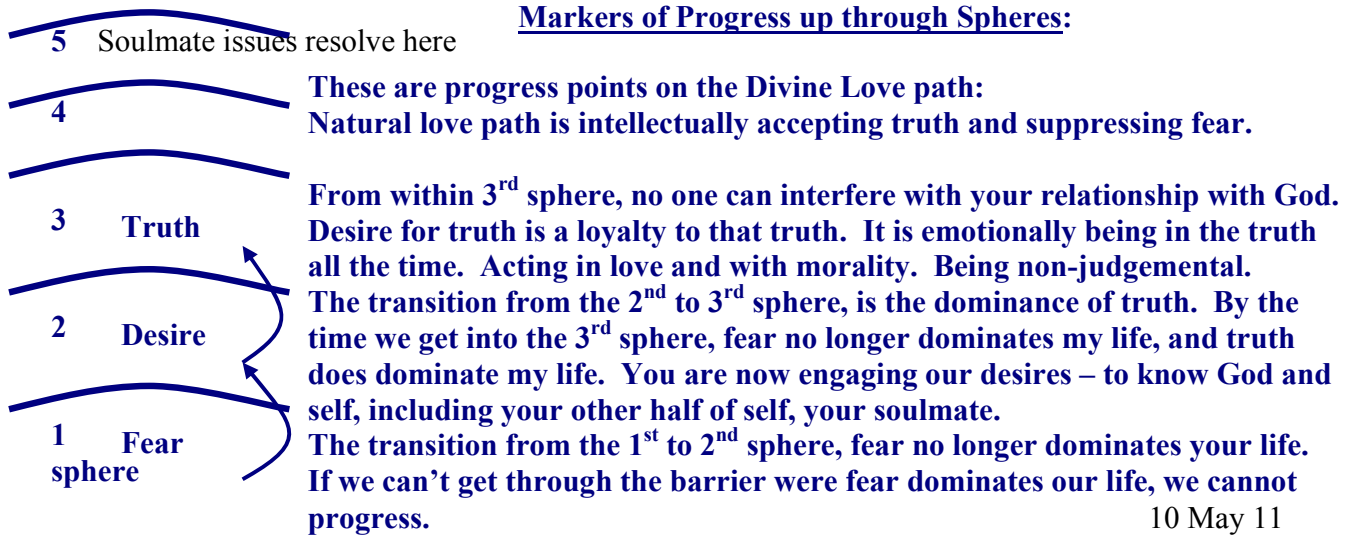 Markers of Progress up through Spheres:
5 Soulmate issues resolve here
These are progress points on the Divine Love path:
4
Natural love path is intellectually accepting truth and suppressing fear.
From within 3rd sphere, no one can interfere with your relationship with God.
3 Truth
Desire for truth is a loyalty to that truth. It is emotionally being in the truth
all the time. Acting in love and with morality. Being non-judgemental.
The transition from the 2nd to 3rd sphere, is the dominance of truth. By the
2 Desire
time we get into the 3rd sphere, fear no longer dominates my life, and truth
does dominate my life. You are now engaging our desires – to know God and
self, including your other half of self, your soulmate.
1 Fear
sphere
The transition from the 1st to 2nd sphere, fear no longer dominates your life.
If we can’t get through the barrier were fear dominates our life, we cannot
progress.
10 May 11